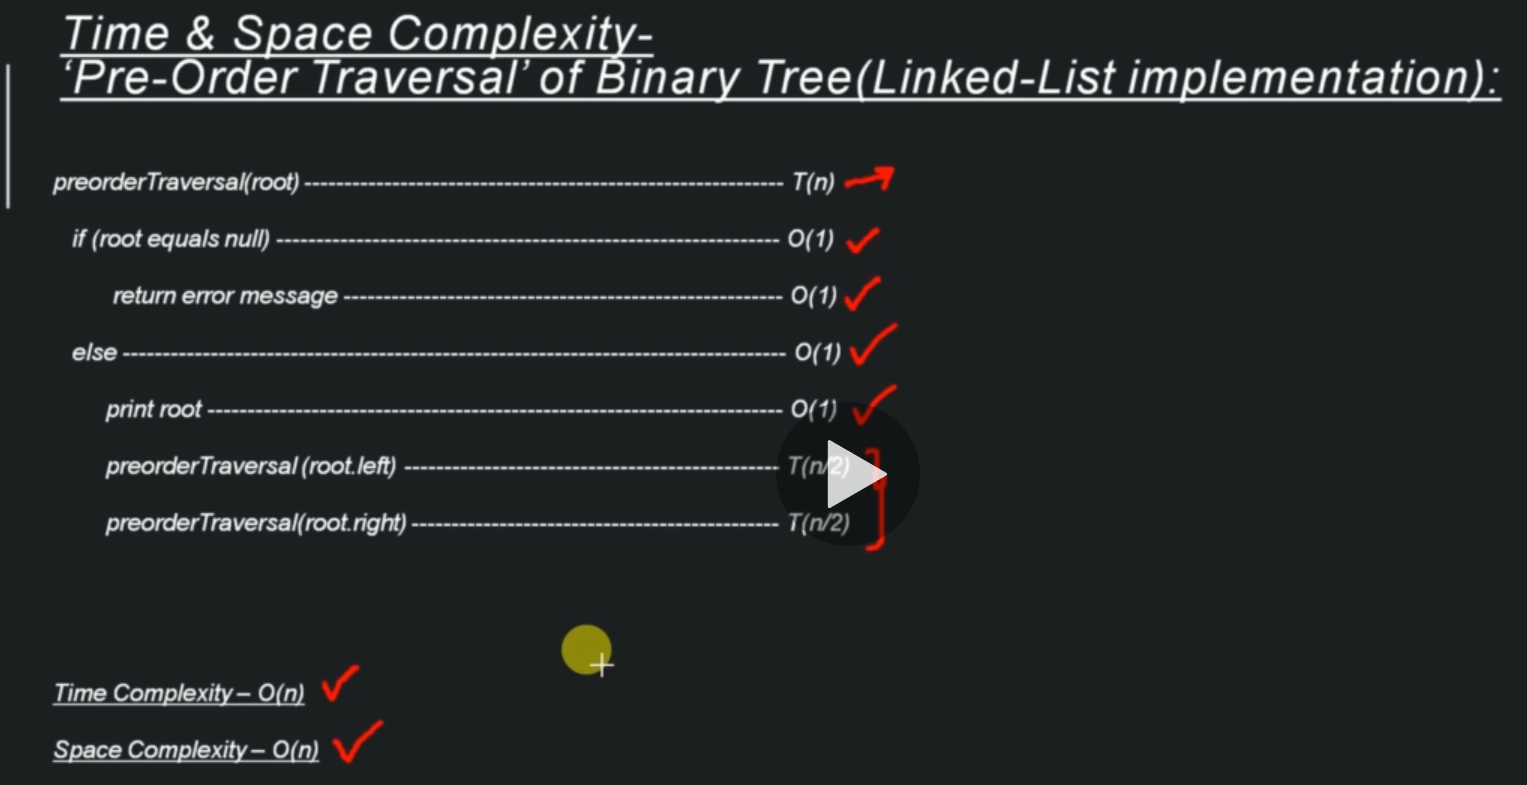 Time & Space Complexity-
‘Pre-Order Traversal’ of Binary Tree(Linked-List implementation):
preorderTraversal(root) ------------------------------------------------------------ T(n)
if (root equals null) --------------------------------------------------------------- O(1)
return error message ------------------------------------------------------- O(1)
else ----------------------------------------------------------------------------------- O(1)
print root ------------------------------------------------------------------------ O(1)
preorderTraversal (root.left) ----------------------------------------------- T(n/2)
preorderTraversal(root.right) ---------------------------------------------- T(n/2)
Time Complexity – O(n)
Space Complexity – O(n)